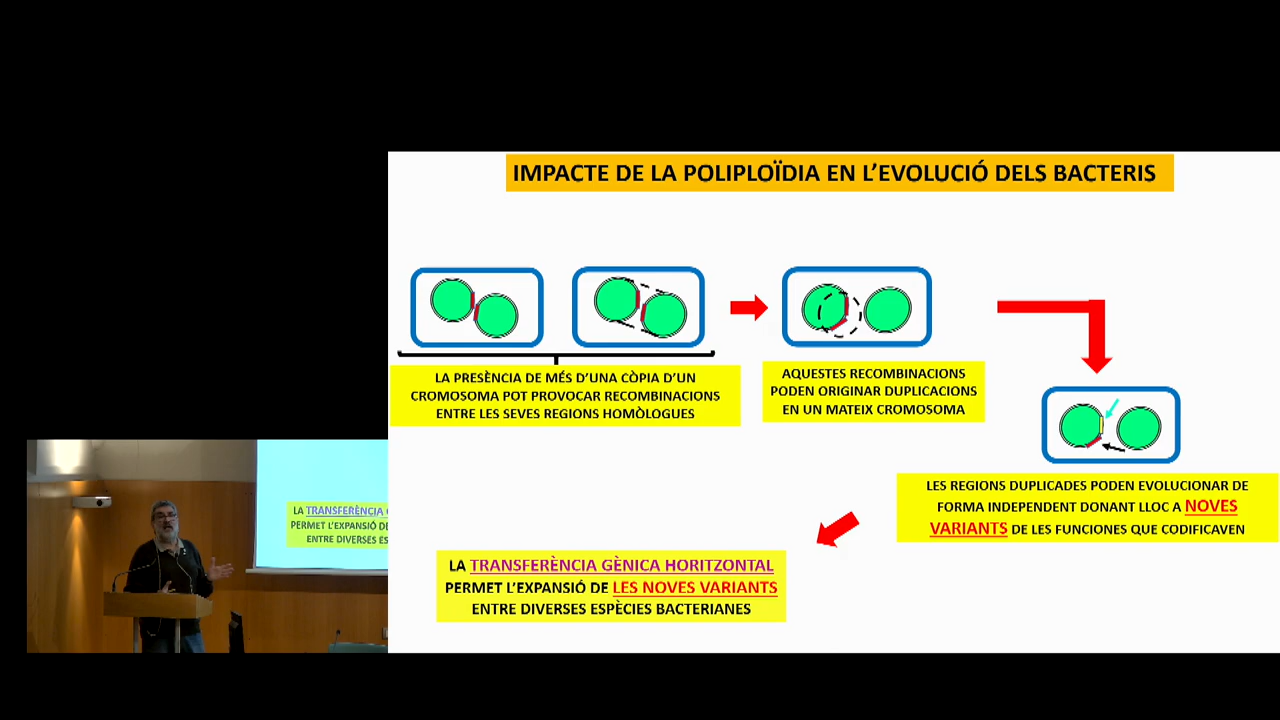 IMPACTE DE LA POLIPLOÏDIA EN L'EVOLUCIÓ DELS BACTERIS
LA PRESÈNCIA DE MÉS D'UNA CÒPIA D'UN
CROMOSOMA POT PROVOCAR RECOMBINACIONS
ENTRE LES SEVES REGIONS HOMÒLOGUES
AQUESTES RECOMBINACIONS
PODEN ORIGINAR DUPLICACIONS
EN UN MATEIX CROMOSOMA
LES REGIONS DUPLICADES PODEN EVOLUCIONAR DE
FORMA INDEPENDENT DONANT LLOC A NOVES
VARIANTS DE LES FUNCIONES QUE CODIFICAVEN
LA TRANSFERÈNCIA GÈNICA HORITZONTAL
PERMET L'EXPANSIÓ DE LES NOVES VARIANTS
ENTRE DIVERSES ESPÈCIES BACTERIANES
LA TRANSFERÈNCIA
PERMET L'EXPANSIÓ DE
ENTRE DIVERSES ES